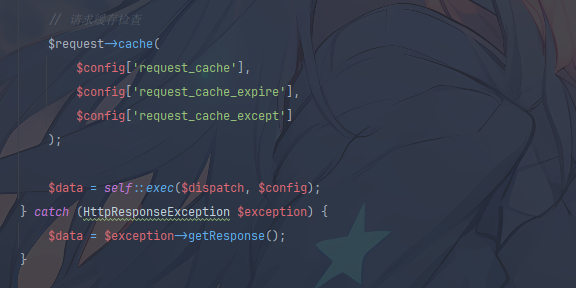 // 请求缓存检查
$request->cache(
$config['request_cache'],
$config['request_cache_expire'],
$config['request_cache_except']
);
$data = self::exec($dispatch, $config);
} catch (HttpResponseException $exception) {
$data = $exception->getResponse();
}